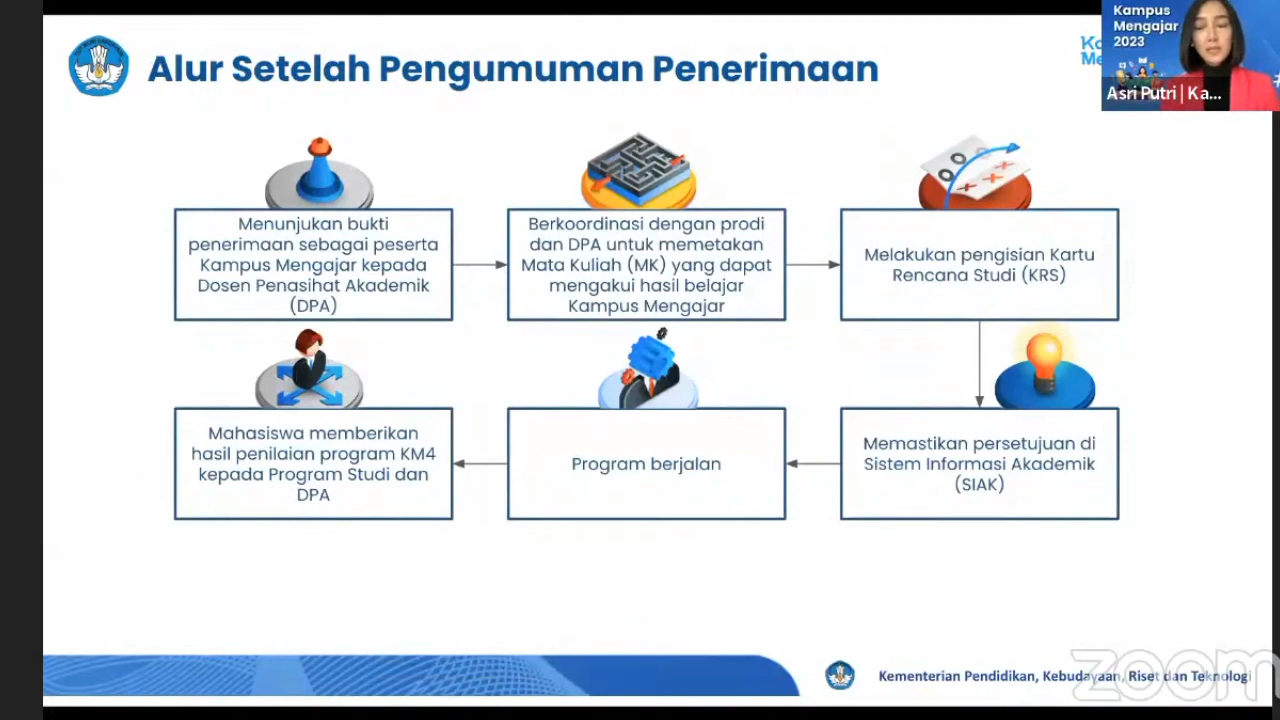 Alur Setelah Pengumuman Penerimaan
Kampus
Mengajar
2023
Asri Putri | Ka...
Menunjukan bukti
penerimaan sebagai peserta
Kampus Mengajar kepada
Dosen Penasihat Akademik
(DPA)
Berkoordinasi dengan prodi
dan DPA untuk memetakan
Mata Kuliah (MK) yang dapat
mengakui hasil belajar
Kampus Mengajar
Melakukan pengisian Kartu
Rencana Studi (KRS)
Memastikan persetujuan di
Sistem Informasi Akademik
(SIAK)
Program berjalan
Mahasiswa memberikan
hasil penilaian program KM4
kepada Program Studi dan
DPA
Kementerian Pendidikan, Kebudayaan, Riset dan Teknologi
zoom